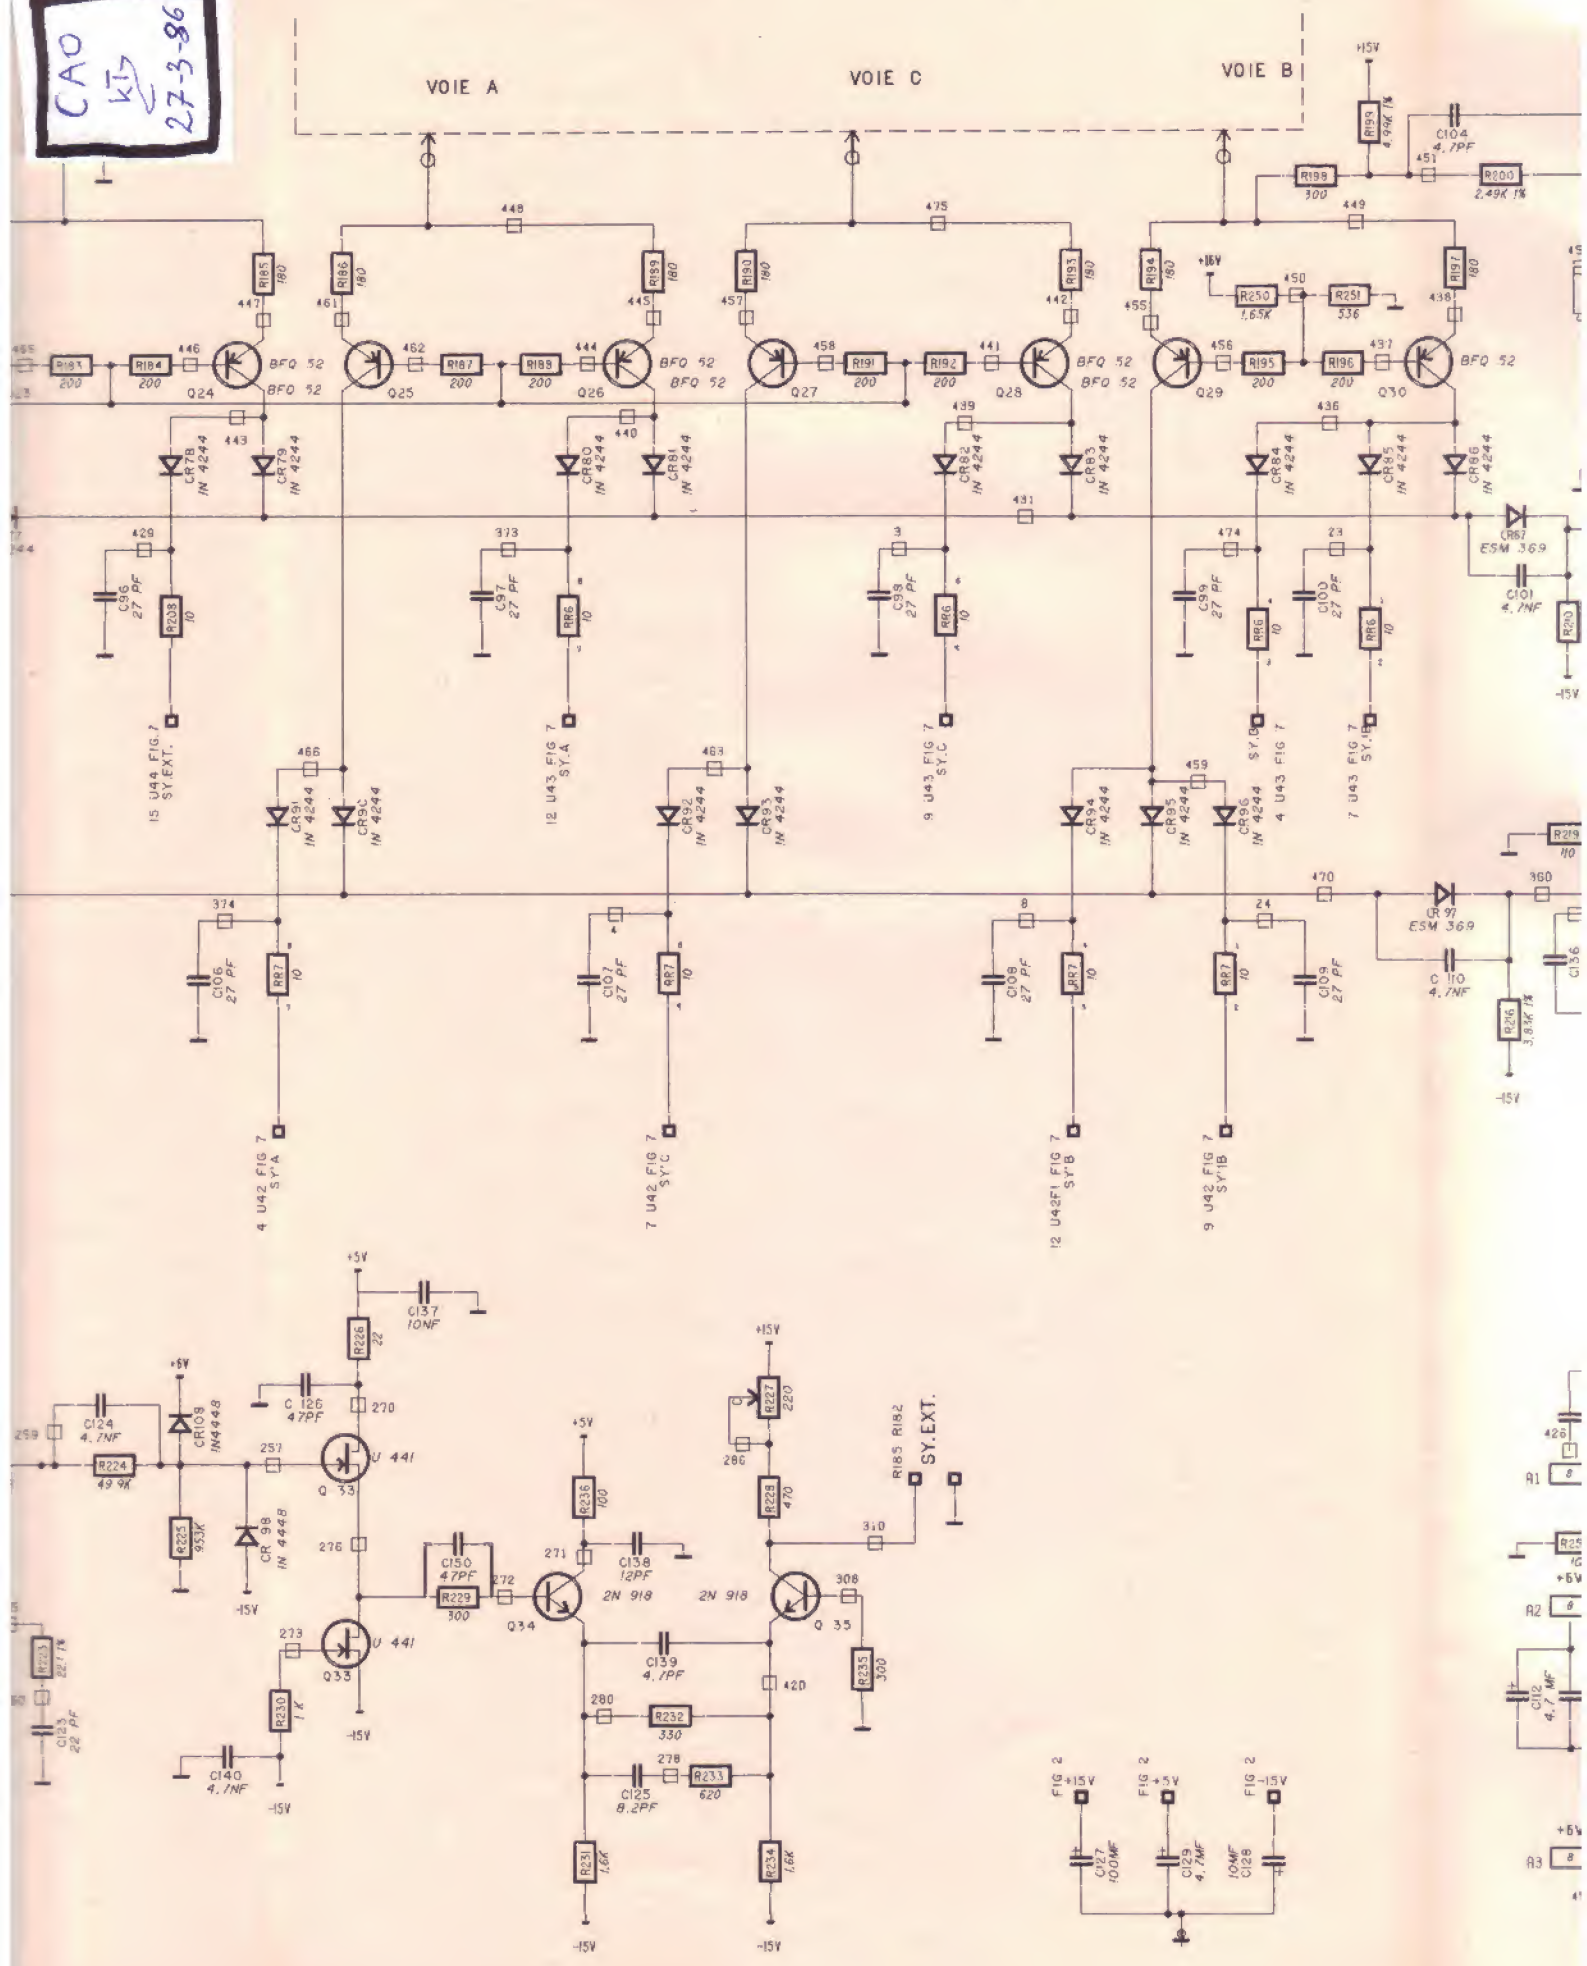 CAO
27-3-86
VOIE A
VOIE C
VOIE B
+15V
R199
4,99K 1%
C104
4,7PF
451
R198
300
R200
2,49K 1%
448
475
449
R185
180
R186
180
R189
180
R190
180
R193
180
R194
180
+15V
450
R250
1,65K
R251
536
R197
180
447
461
445
457
442
455
438
R183
200
R184
200
446
Q24
BFQ 52
BFQ 52
Q25
462
R187
200
R188
200
444
Q26
BFQ 52
BFQ 52
Q27
458
R191
200
R192
200
441
Q28
BFQ 52
BFQ 52
Q29
456
R195
200
R196
200
437
Q30
BFQ 52
443
440
439
436
CR78
IN 4244
CR79
IN 4244
CR80
IN 4244
CR81
IN 4244
CR82
IN 4244
CR83
IN 4244
CR84
IN 4244
CR85
IN 4244
CR86
IN 4244
431
CR87
ESM 369
429
373
3
474
23
C96
27 PF
R208
10
C97
27 PF
RR6
10
C98
27 PF
RR6
10
C99
27 PF
RR6
10
C100
27 PF
RR6
10
C101
4,7NF
R210
-15V
15 U44 FIG.7
SY.EXT.
12 U43 FIG 7
SY.A
9 U43 FIG 7
SY.C
SY.B
4 U43 FIG 7
7 U43 FIG 7
SY.1B
466
463
459
CR91
IN 4244
CR90
IN 4244
CR92
IN 4244
CR93
IN 4244
CR94
IN 4244
CR95
IN 4244
CR96
IN 4244
R219
110
470
360
CR 97
ESM 369
374
4
8
24
C106
27 PF
RR7
10
C107
27 PF
RR7
10
C108
27 PF
RR7
10
RR7
10
C109
27 PF
C 110
4,7NF
C136
R216
3,83K 1%
-15V
4 U42 FIG 7
SY'A
7 U42 FIG 7
SY'C
12 U42F1 FIG 7
SY'B
9 U42 FIG 7
SY'1B
+5V
C137
10NF
R226
22
C 126
47PF
270
+5V
CR108
IN4448
259
C124
4,7NF
R224
49 9K
257
U 441
Q 33
R225
953K
CR 98
IN 4448
-15V
276
C150
47PF
R229
300
272
Q34
273
U 441
Q33
R230
1 K
-15V
C140
4,7NF
-15V
R223
22,1 1%
C123
22 PF
+5V
R236
100
271
C138
12PF
2N 918
2N 918
+15V
R227
220
286
R228
470
310
R185 R182
SY.EXT.
308
Q 35
R235
300
C139
4,7PF
420
280
R232
330
278
C125
8,2PF
R233
620
R231
1,6K
R234
1,6K
-15V
-15V
FIG 2
+15V
FIG 2
+5V
FIG 2
-15V
C127
100MF
C129
4,7MF
10MF
C128
426
A1
8
+5V
A2
8
C112
4,7 MF
+5V
A3
8